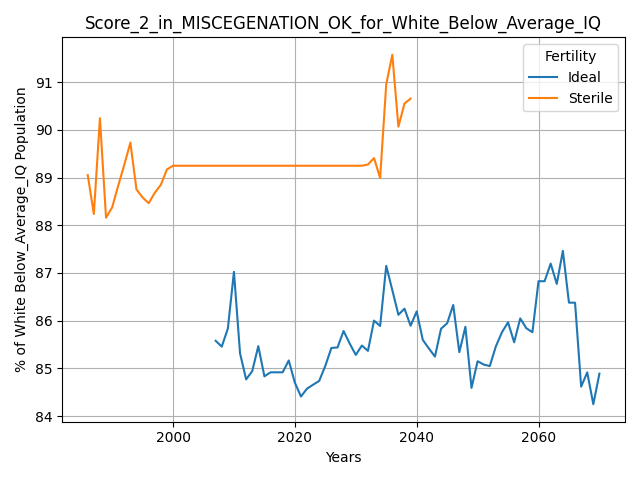 Score_2_in_MISCEGENATION_OK_for_White_Below_Average_IQ
% of White Below_Average_IQ Population
91
90
89
88
87
86
85
84
Fertility
Ideal
Sterile
2000 2020 2040 2060
Years